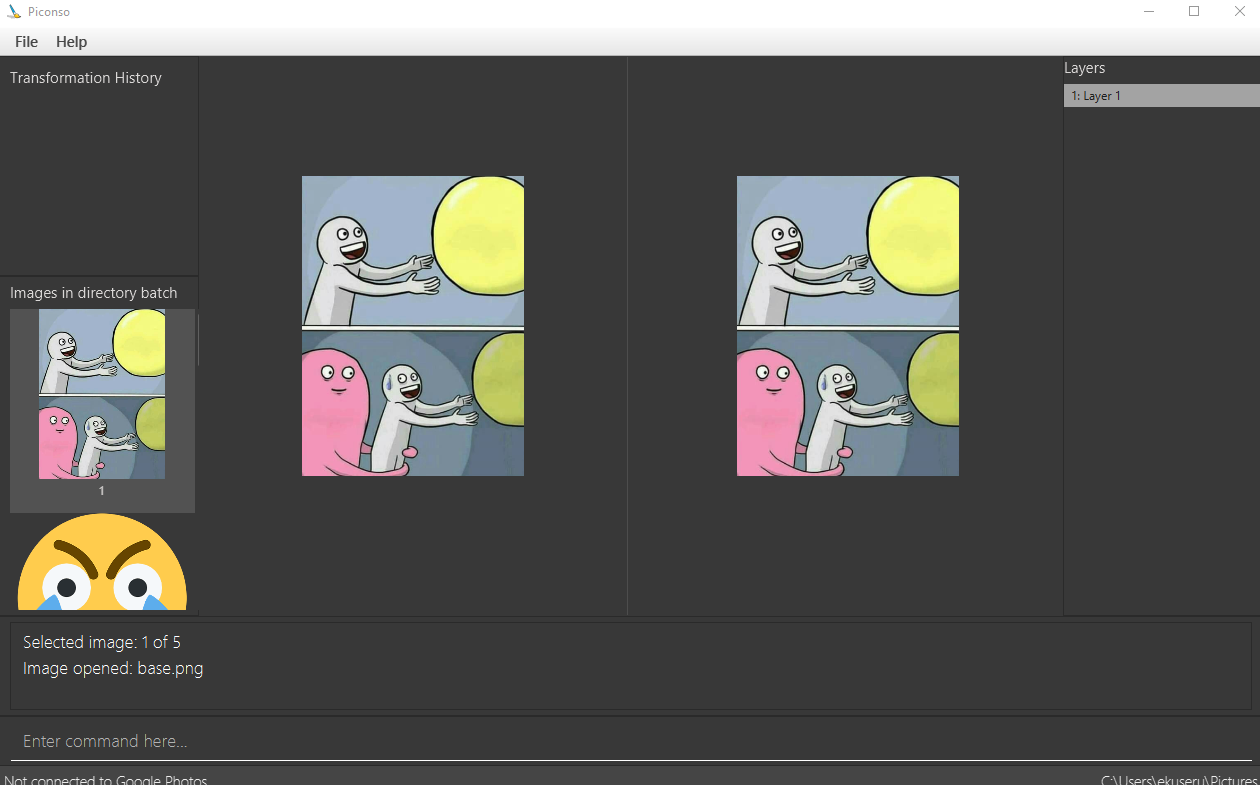 Piconso
File Help
Transformation History
Layers
1: Layer 1
Images in directory batch
1
Selected image: 1 of 5
Image opened: base.png
Enter command here...
Not connected to Google Photos
C:\Users\ekuseru\Pictures